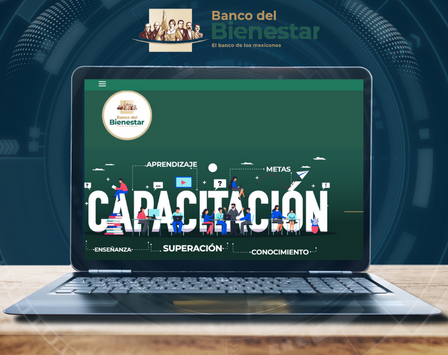 Banco del
Bienestar
El banco de los mexicanos
Banco del
Bienestar
APRENDIZAJE
METAS
CAPACITACIÓN
ENSEÑANZA
SUPERACIÓN
CONOCIMIENTO